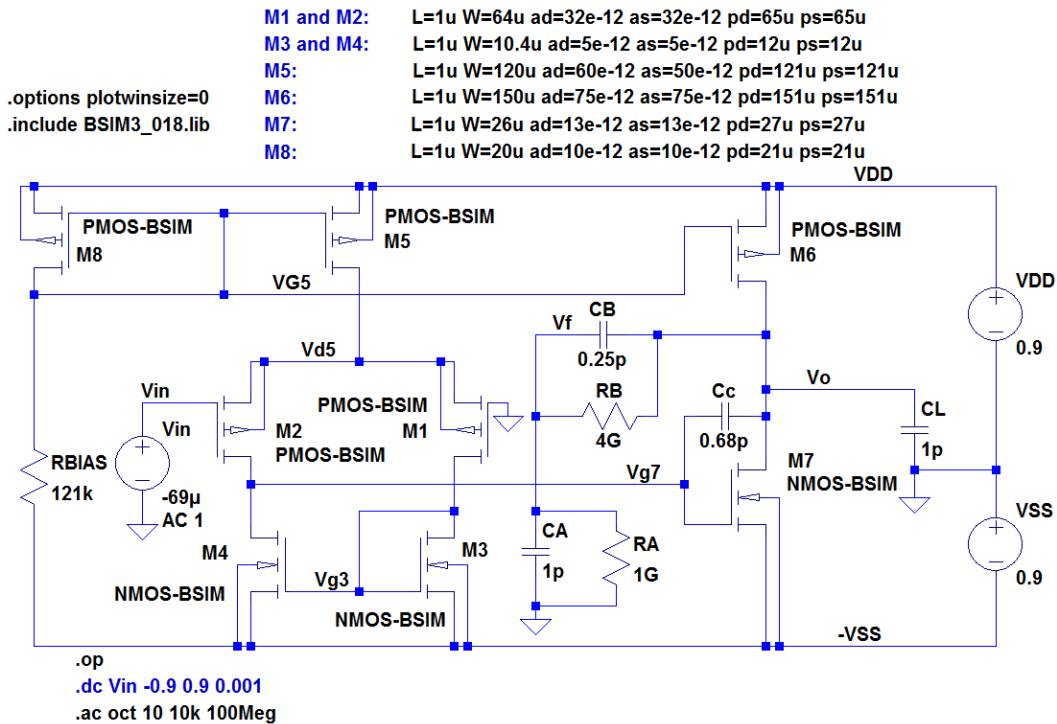 M1 and M2: L=1u W=64u ad=32e-12 as=32e-12 pd=65u ps=65u
M3 and M4: L=1u W=10.4u ad=5e-12 as=5e-12 pd=12u ps=12u
M5: L=1u W=120u ad=60e-12 as=50e-12 pd=121u ps=121u
.options plotwinsize=0
M6: L=1u W=150u ad=75e-12 as=75e-12 pd=151u ps=151u
.include BSIM3_018.lib
M7: L=1u W=26u ad=13e-12 as=13e-12 pd=27u ps=27u
M8: L=1u W=20u ad=10e-12 as=10e-12 pd=21u ps=21u
VDD
PMOS-BSIM
M8
PMOS-BSIM
M5
PMOS-BSIM
M6
VG5
VDD
+
−
0.9
Vf
CB
0.25p
RB
4G
Vd5
Vin
Vin
+
−
-69µ
AC 1
M2
PMOS-BSIM
PMOS-BSIM
M1
Vo
Cc
0.68p
CL
1p
RBIAS
121k
Vg7
M7
NMOS-BSIM
VSS
+
−
0.9
M4
NMOS-BSIM
Vg3
M3
NMOS-BSIM
CA
1p
RA
1G
-VSS
.op
.dc Vin -0.9 0.9 0.001
.ac oct 10 10k 100Meg